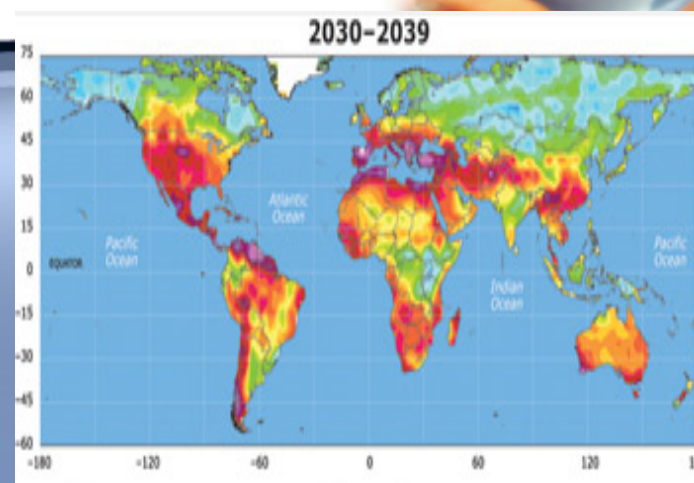 2030–2039
75
60
45
30
15
0
−15
−30
−45
−60
EQUATOR
Pacific
Ocean
Atlantic
Ocean
Indian
Ocean
Pacific
Ocean
−180
−120
−60
0
60
120